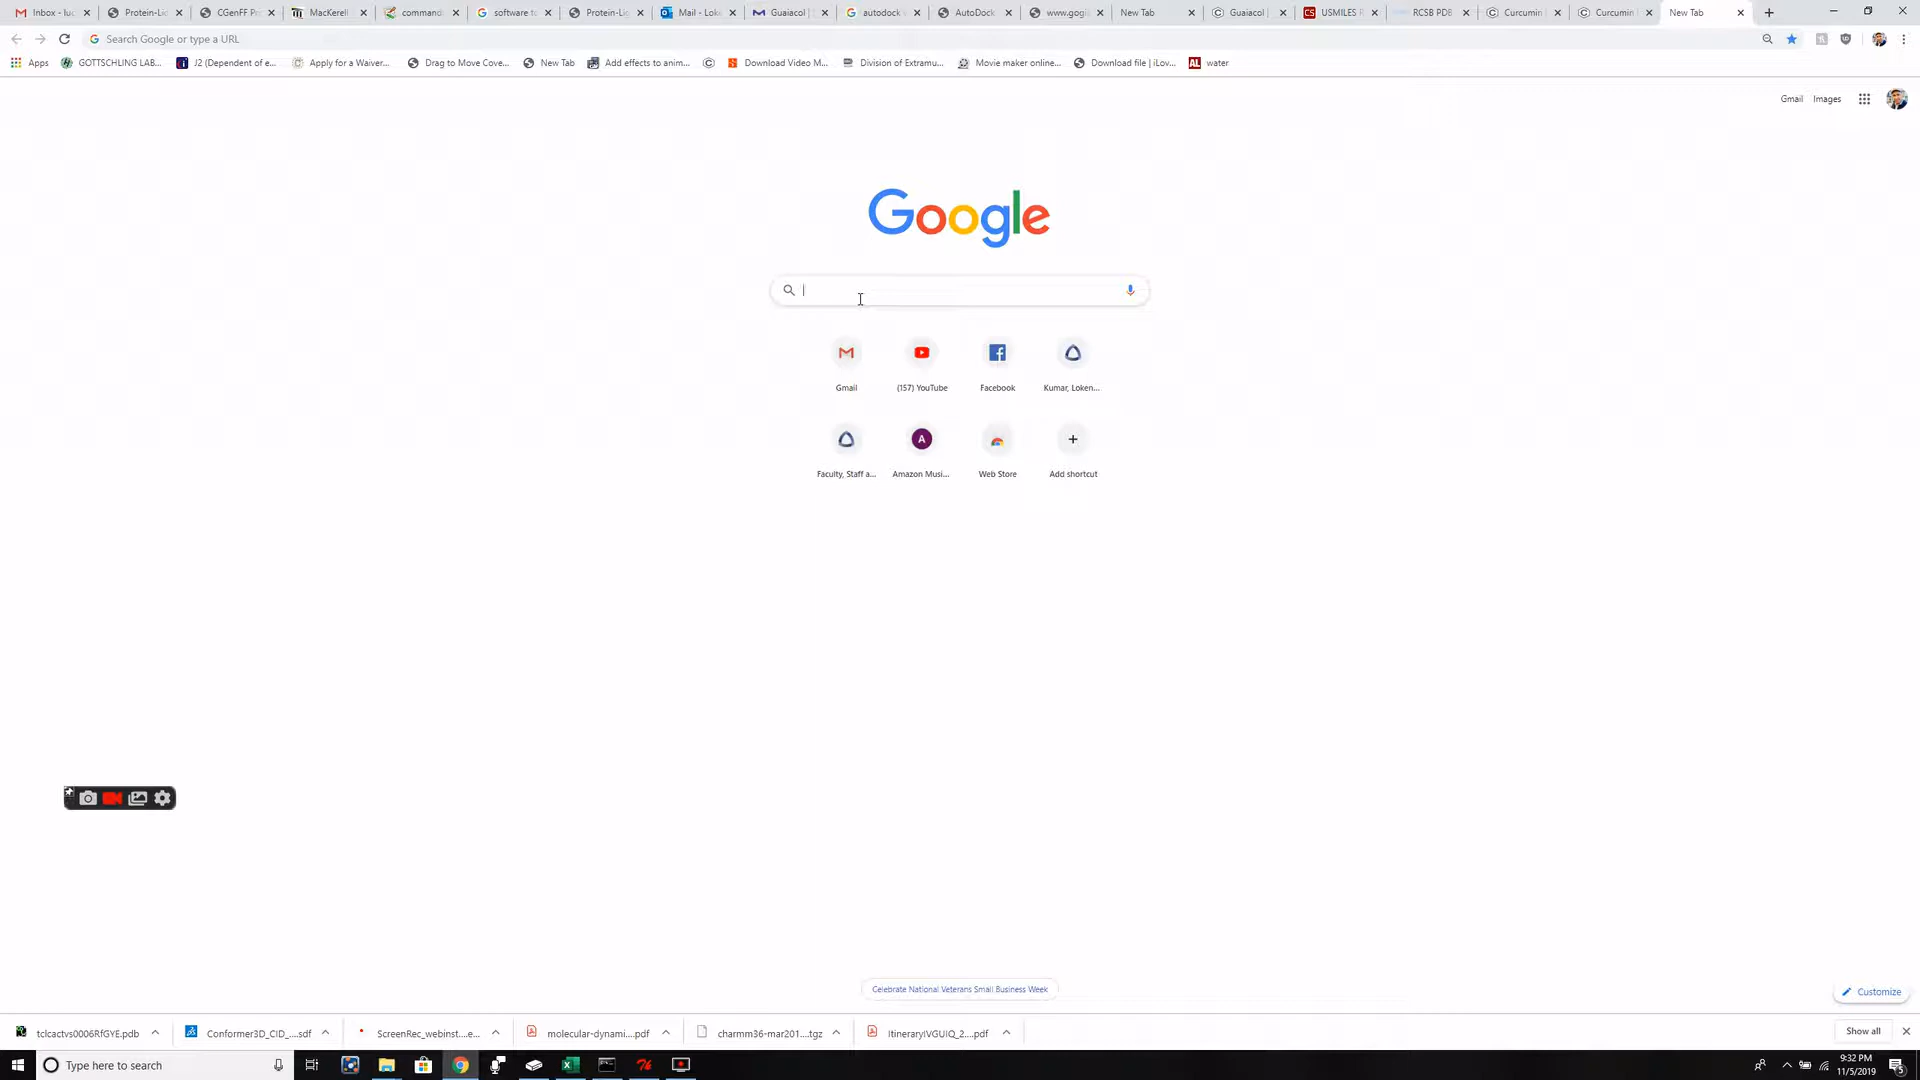 Inbox - luc
Protein-Lic
CGenFF Pr
MacKerell
command
software to
Protein-Lig
Mail - Loke
Guaiacol |
autodock v
AutoDock
www.gogi
New Tab
Guaiacol |
USMILES R
RCSB PDB
Curcumin
Curcumin
New Tab
Search Google or type a URL
Apps
GOTTSCHLING LAB...
J2 (Dependent of e...
Apply for a Waiver...
Drag to Move Cove...
New Tab
Add effects to anim...
Download Video M...
Division of Extramu...
Movie maker online...
Download file | iLov...
water
Gmail
Images
Google
Gmail
(157) YouTube
Facebook
Kumar, Loken...
Faculty, Staff a...
Amazon Musi...
Web Store
Add shortcut
Celebrate National Veterans Small Business Week
Customize
tclcactvs0006RfGYE.pdb
Conformer3D_CID_....sdf
ScreenRec_webinst....e...
molecular-dynami....pdf
charmm36-mar201....tgz
ItineraryIVGUIQ_2....pdf
Show all
Type here to search
9:32 PM
11/5/2019